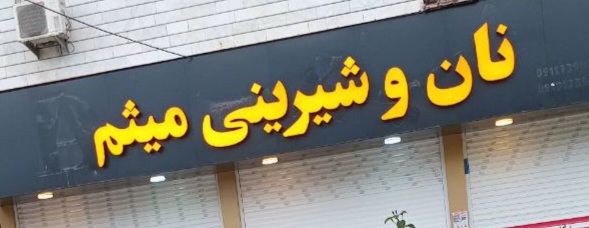 نان و شیرینی میثم